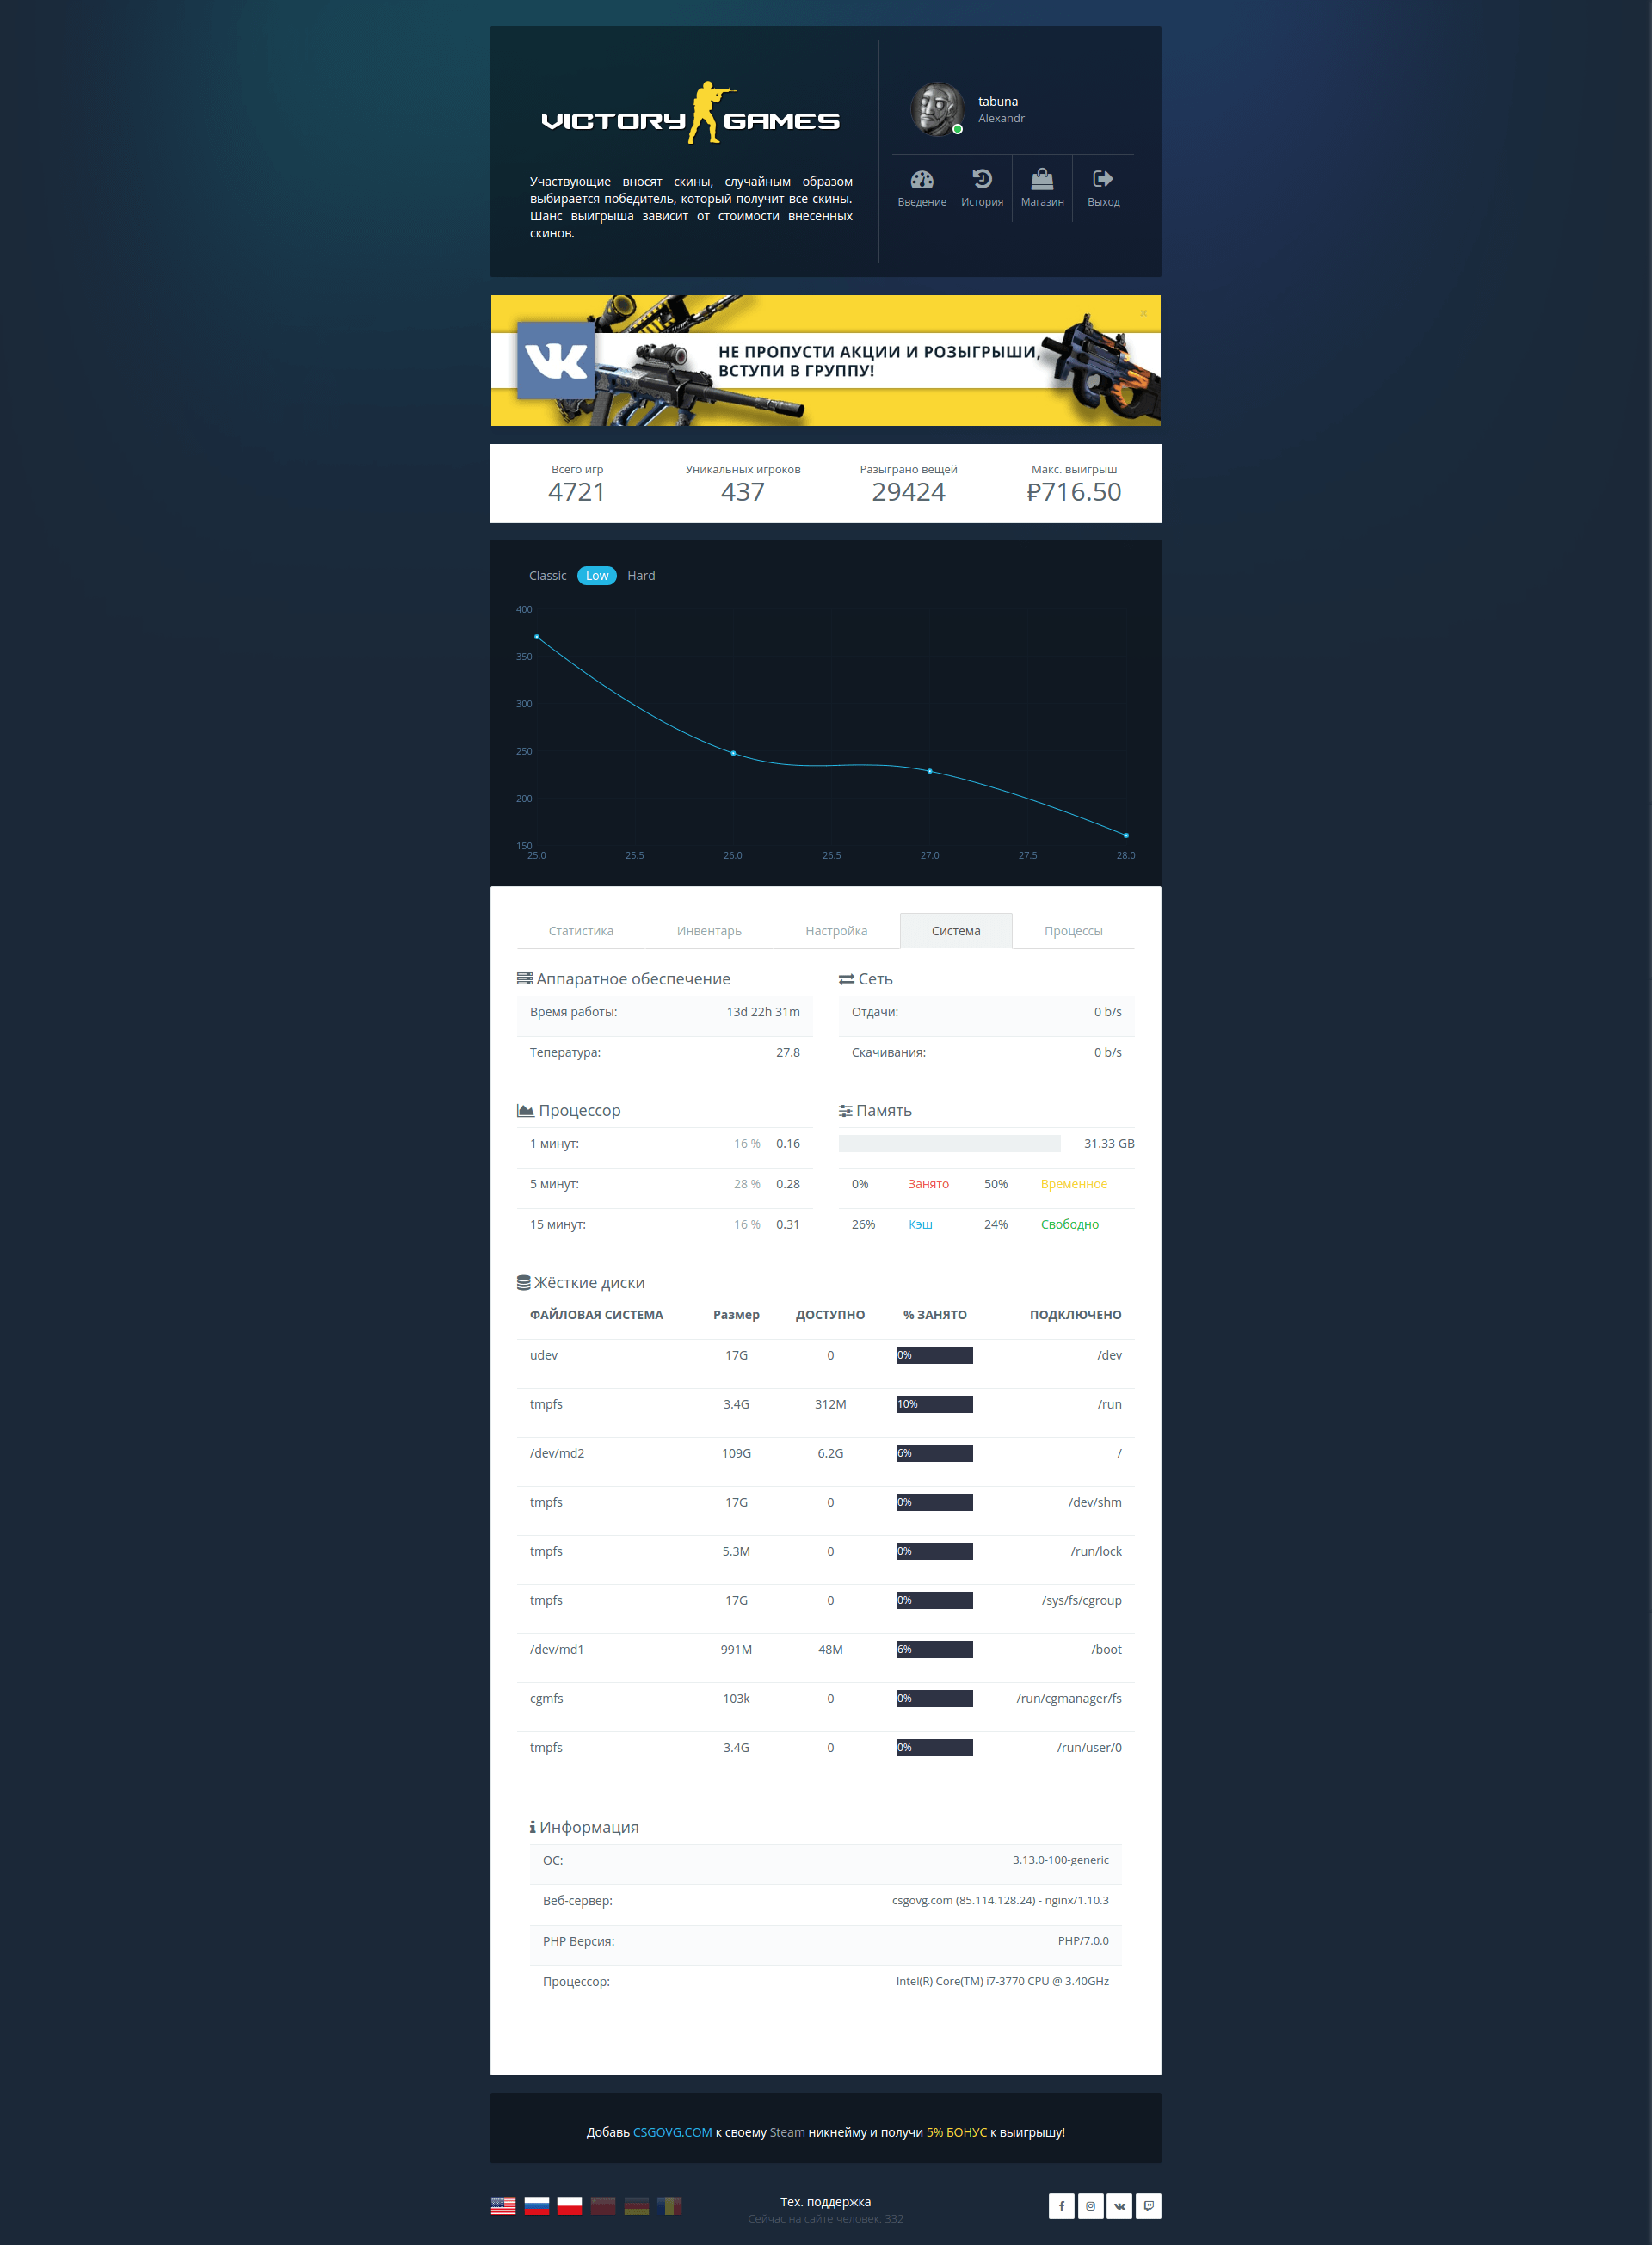 VICTORY GAMES
Участвующие вносят скины, случайным образом
выбирается победитель, который получит все скины.
Шанс выигрыша зависит от стоимости внесенных
скинов.
tabuna
Alexandr
Введение История Магазин Выход
×
НЕ ПРОПУСТИ АКЦИИ И РОЗЫГРЫШИ,
ВСТУПИ В ГРУППУ!
Всего игр Уникальных игроков Разыграно вещей Макс. выигрыш
4721 437 29424 ₽716.50
Classic Low Hard
400
350
300
250
200
150
25.0 25.5 26.0 26.5 27.0 27.5 28.0
Статистика Инвентарь Настройка Система Процессы
Аппаратное обеспечение
Время работы: 13d 22h 31m
Тепература: 27.8
Сеть
Отдачи: 0 b/s
Скачивания: 0 b/s
Процессор
1 минут: 16 % 0.16
5 минут: 28 % 0.28
15 минут: 16 % 0.31
Память
31.33 GB
0% Занято 50% Временное
26% Кэш 24% Свободно
Жёсткие диски
ФАЙЛОВАЯ СИСТЕМА Размер ДОСТУПНО % ЗАНЯТО ПОДКЛЮЧЕНО
udev 17G 0 0% /dev
tmpfs 3.4G 312M 10% /run
/dev/md2 109G 6.2G 6% /
tmpfs 17G 0 0% /dev/shm
tmpfs 5.3M 0 0% /run/lock
tmpfs 17G 0 0% /sys/fs/cgroup
/dev/md1 991M 48M 6% /boot
cgmfs 103k 0 0% /run/cgmanager/fs
tmpfs 3.4G 0 0% /run/user/0
Информация
ОС: 3.13.0-100-generic
Веб-сервер: csgovg.com (85.114.128.24) - nginx/1.10.3
PHP Версия: PHP/7.0.0
Процессор: Intel(R) Core(TM) i7-3770 CPU @ 3.40GHz
Добавь CSGOVG.COM к своему Steam никнейму и получи 5% БОНУС к выигрышу!
Тех. поддержка
Сейчас на сайте человек: 332